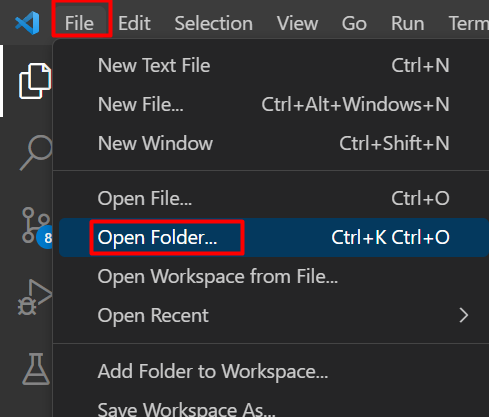 File Edit Selection View Go Run Term
New Text File Ctrl+N
New File... Ctrl+Alt+Windows+N
New Window Ctrl+Shift+N
Open File... Ctrl+O
Open Folder... Ctrl+K Ctrl+O
Open Workspace from File...
Open Recent
Add Folder to Workspace...
Save Workspace As...
8